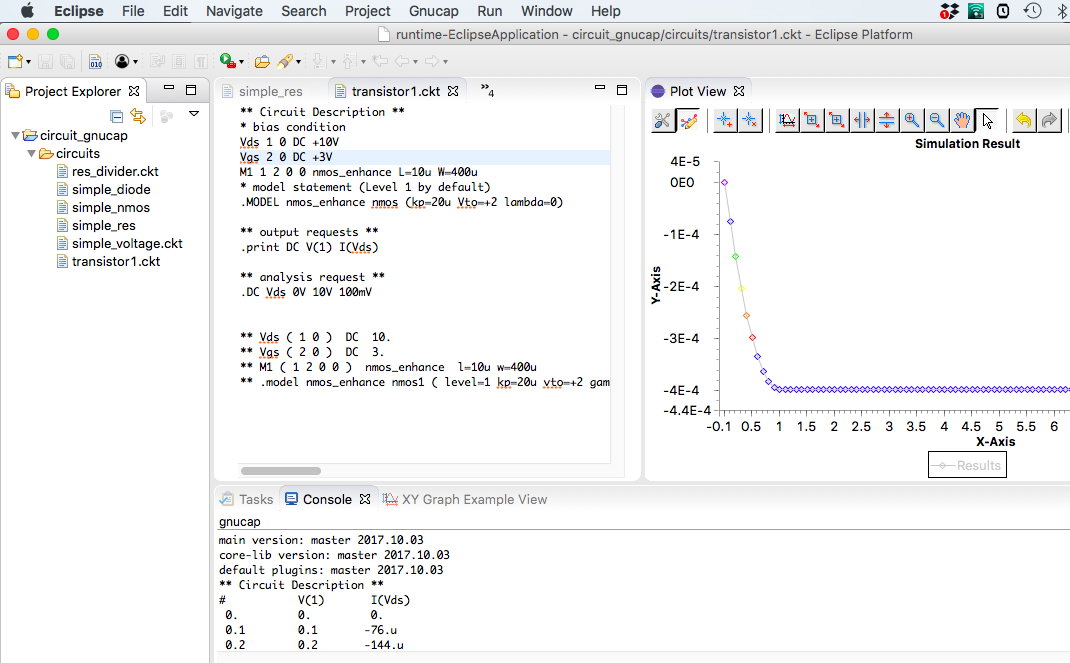 Eclipse File Edit Navigate Search Project Gnucap Run Window Help
runtime-EclipseApplication - circuit_gnucap/circuits/transistor1.ckt - Eclipse Platform
010
Project Explorer
circuit_gnucap
circuits
res_divider.ckt
simple_diode
simple_nmos
simple_res
simple_voltage.ckt
transistor1.ckt
simple_res transistor1.ckt »4
** Circuit Description **
* bias condition
Vds 1 0 DC +10V
Vgs 2 0 DC +3V
M1 1 2 0 0 nmos_enhance L=10u W=400u
* model statement (Level 1 by default)
.MODEL nmos_enhance nmos (kp=20u Vto=+2 lambda=0)
** output requests **
.print DC V(1) I(Vds)
** analysis request **
.DC Vds 0V 10V 100mV
** Vds ( 1 0 ) DC 10.
** Vgs ( 2 0 ) DC 3.
** M1 ( 1 2 0 0 ) nmos_enhance l=10u w=400u
** .model nmos_enhance nmos1 ( level=1 kp=20u vto=+2 gam
Plot View
Simulation Result
4E-5
0E0
-1E-4
-2E-4
-3E-4
-4E-4
-4.4E-4
Y-Axis
-0.1 0.5 1 1.5 2 2.5 3 3.5 4 4.5 5 5.5 6
X-Axis
Results
Tasks Console XY Graph Example View
gnucap
main version: master 2017.10.03
core-lib version: master 2017.10.03
default plugins: master 2017.10.03
** Circuit Description **
# V(1) I(Vds)
0. 0. 0.
0.1 0.1 -76.u
0.2 0.2 -144.u